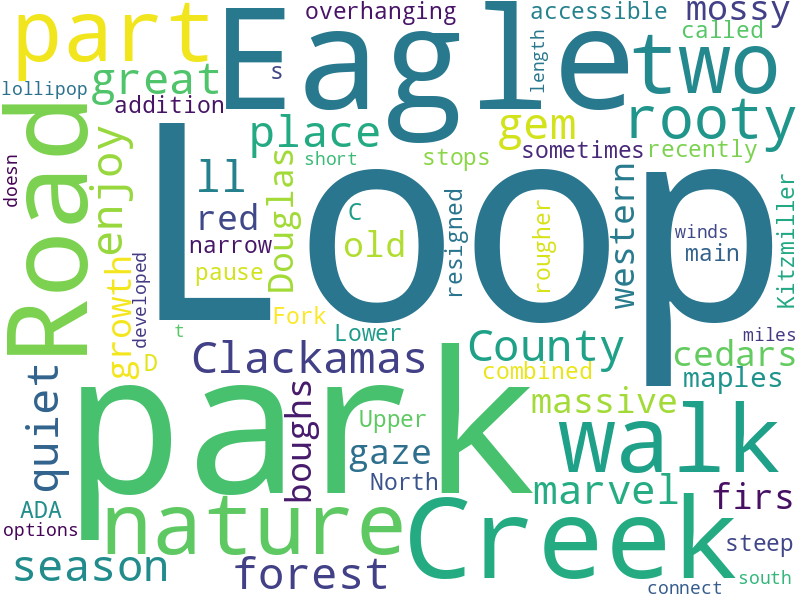 overhanging
accessible
mossy
part
Eagle
called
great
s
two
lollipop
length
addition
Road
place
gem
rooty
sometimes
recently
doesn
enjoy
short
stops
Loop
ll
Douglas
C
resigned
rougher
western
winds
Kitzmiller
red
narrow
old
main
pause
developed
growth
Fork
t
Lower
miles
D
Clackamas
County
cedars
combined
maples
quiet
park
boughs
massive
Upper
walk
gaze
North
marvel
firs
ADA
options
nature
Creek
steep
season
forest
connect
south